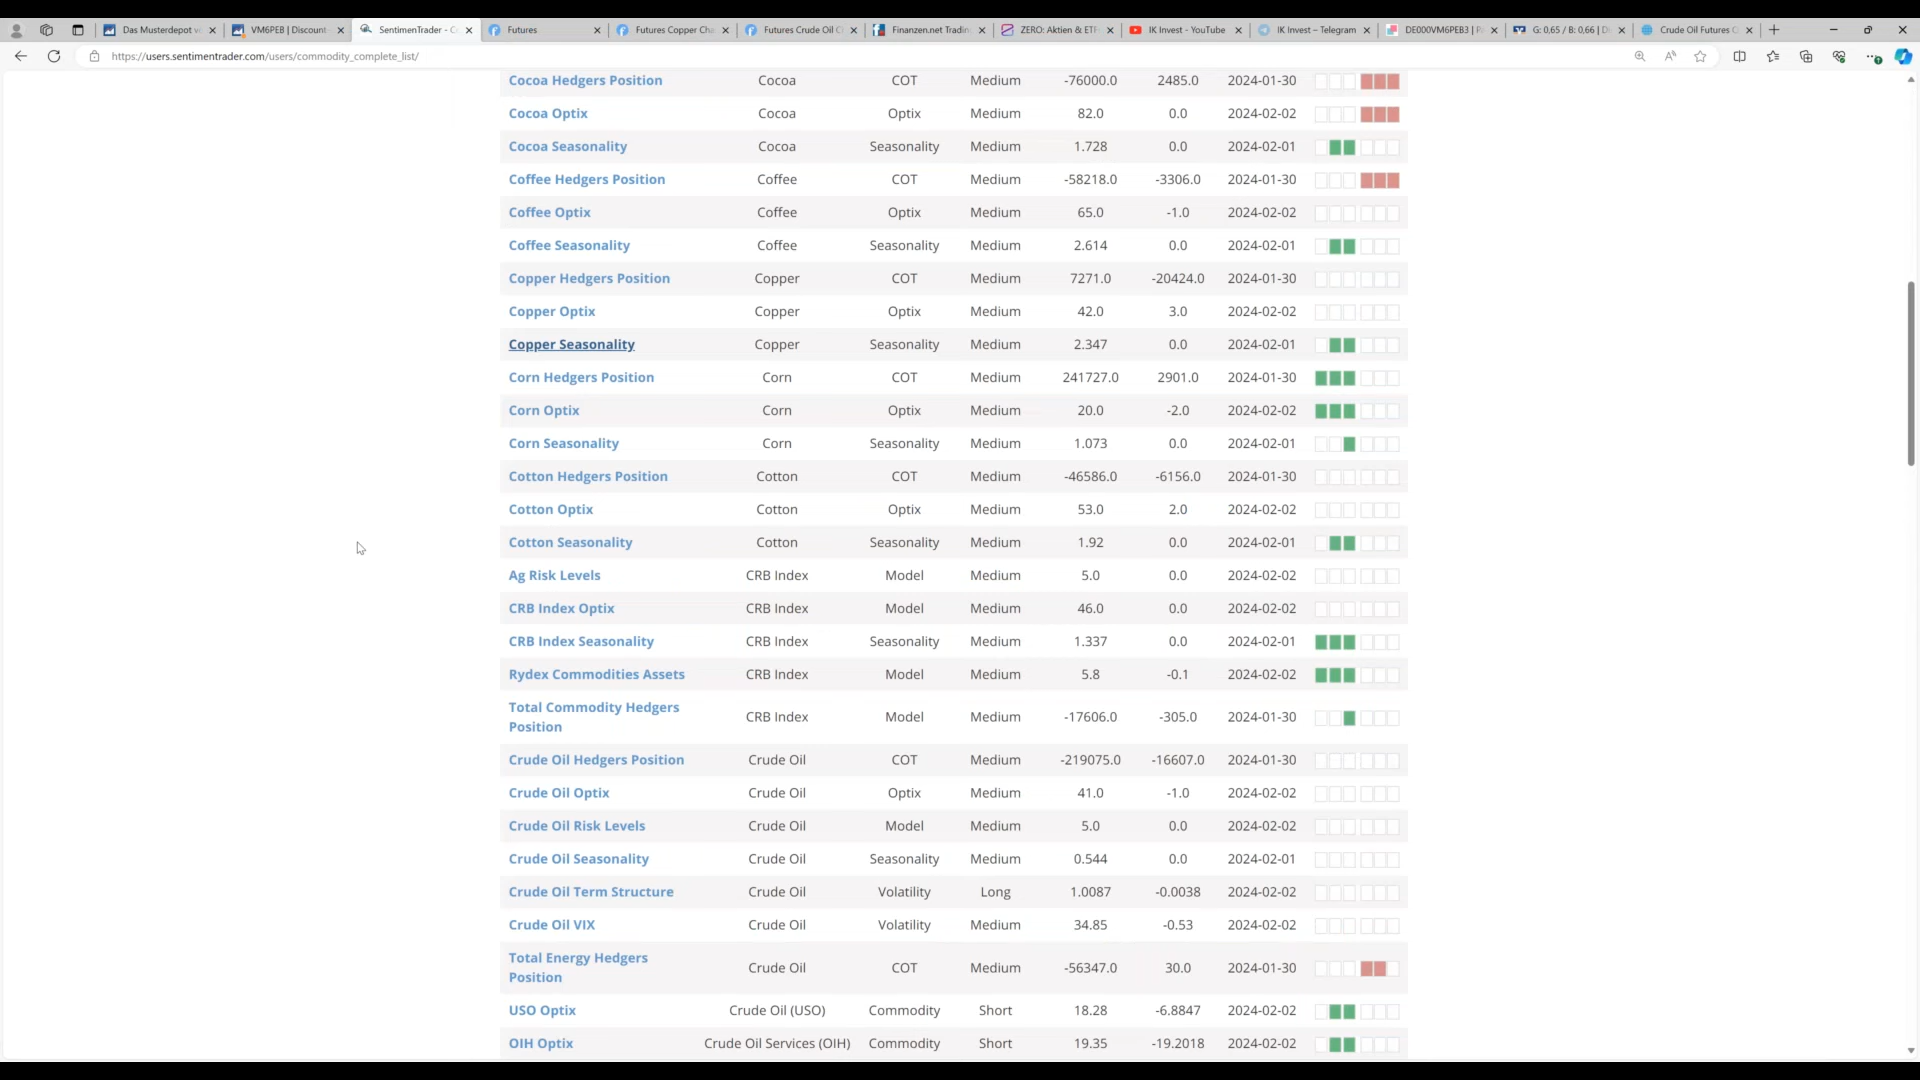 Das Musterdepot v
VM6PEB | Discount
SentimenTrader - C
Futures
Futures Copper Cha
Futures Crude Oil C
Finanzen.net Tradin
ZERO: Aktien & ETF
IK Invest - YouTube
IK Invest – Telegram
DE000VM6PEB3 | P
G: 0,65 / B: 0,66 | D
Crude Oil Futures C
https://users.sentimentrader.com/users/commodity_complete_list/
Cocoa Hedgers Position Cocoa COT Medium -76000.0 2485.0 2024-01-30
Cocoa Optix Cocoa Optix Medium 82.0 0.0 2024-02-02
Cocoa Seasonality Cocoa Seasonality Medium 1.728 0.0 2024-02-01
Coffee Hedgers Position Coffee COT Medium -58218.0 -3306.0 2024-01-30
Coffee Optix Coffee Optix Medium 65.0 -1.0 2024-02-02
Coffee Seasonality Coffee Seasonality Medium 2.614 0.0 2024-02-01
Copper Hedgers Position Copper COT Medium 7271.0 -20424.0 2024-01-30
Copper Optix Copper Optix Medium 42.0 3.0 2024-02-02
Copper Seasonality Copper Seasonality Medium 2.347 0.0 2024-02-01
Corn Hedgers Position Corn COT Medium 241727.0 2901.0 2024-01-30
Corn Optix Corn Optix Medium 20.0 -2.0 2024-02-02
Corn Seasonality Corn Seasonality Medium 1.073 0.0 2024-02-01
Cotton Hedgers Position Cotton COT Medium -46586.0 -6156.0 2024-01-30
Cotton Optix Cotton Optix Medium 53.0 2.0 2024-02-02
Cotton Seasonality Cotton Seasonality Medium 1.92 0.0 2024-02-01
Ag Risk Levels CRB Index Model Medium 5.0 0.0 2024-02-02
CRB Index Optix CRB Index Model Medium 46.0 0.0 2024-02-02
CRB Index Seasonality CRB Index Seasonality Medium 1.337 0.0 2024-02-01
Rydex Commodities Assets CRB Index Model Medium 5.8 -0.1 2024-02-02
Total Commodity Hedgers
Position CRB Index Model Medium -17606.0 -305.0 2024-01-30
Crude Oil Hedgers Position Crude Oil COT Medium -219075.0 -16607.0 2024-01-30
Crude Oil Optix Crude Oil Optix Medium 41.0 -1.0 2024-02-02
Crude Oil Risk Levels Crude Oil Model Medium 5.0 0.0 2024-02-02
Crude Oil Seasonality Crude Oil Seasonality Medium 0.544 0.0 2024-02-01
Crude Oil Term Structure Crude Oil Volatility Long 1.0087 -0.0038 2024-02-02
Crude Oil VIX Crude Oil Volatility Medium 34.85 -0.53 2024-02-02
Total Energy Hedgers
Position Crude Oil COT Medium -56347.0 30.0 2024-01-30
USO Optix Crude Oil (USO) Commodity Short 18.28 -6.8847 2024-02-02
OIH Optix Crude Oil Services (OIH) Commodity Short 19.35 -19.2018 2024-02-02